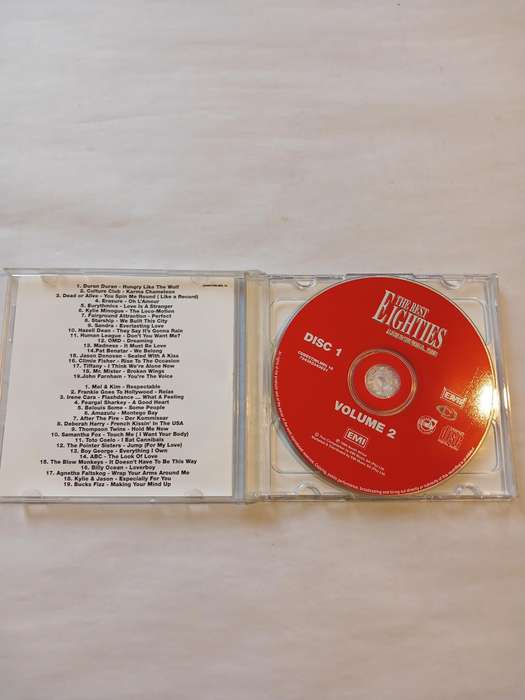 1. Duran Duran - Hungry Like The Wolf
2. Culture Club - Karma Chameleon
3. Dead or Alive - You Spin Me Round ( Like a Record)
4. Erasure - Oh L'Amour
5. Eurythmics - Love Is A Stranger
6. Kylie Minogue - The Loco-Motion
7. Fairground Attraction - Perfect
8. Starship - We Built This City
9. Sandra - Everlasting Love
10. Hazell Dean - They Say It's Gonna Rain
11. Human League - Don't You Want Me?
12. OMD - Dreaming
13. Madness - It Must Be Love
14.Pat Benatar - We Belong
15. Jason Donovan - Sealed With A Kiss
16. Climie Fisher - Rise To The Occasion
17. Tiffany - I Think We're Alone Now
18. Mr. Mister - Broken Wings
19. John Farnham - You're The Voice
1. Mel & Kim - Respectable
2. Frankie Goes To Hollywood - Relax
3. Irene Cara - Flashdance ... What A Feeling
4. Feargal Sharkey - A Good Heart
5. Belouis Some - Some People
6. Amazulu - Montego Bay
7. After The Fire - Der Kommissar
8. Deborah Harry - French Kissin' In The USA
9. Thompson Twins - Hold Me Now
10. Samantha Fox - Touch Me ( I Want Your Body)
11. Toto Coelo - I Eat Cannibals
12. The Pointer Sisters - Jump (For My Love)
13. Boy George - Everything I Own
14. ABC - The Look Of Love
15. The Blow Monkeys - It Doesn't Have To Be This Way
16. Billy Ocean - Loverboy
17. Agnetha Faltskog - Wrap Your Arms Around Me
18. Kylie & Jason - Especially For You
19. Bucks Fizz - Making Your Mind Up
THE BEST
EIGHTIES
DISC 1
VOLUME 2
EMI
EMI